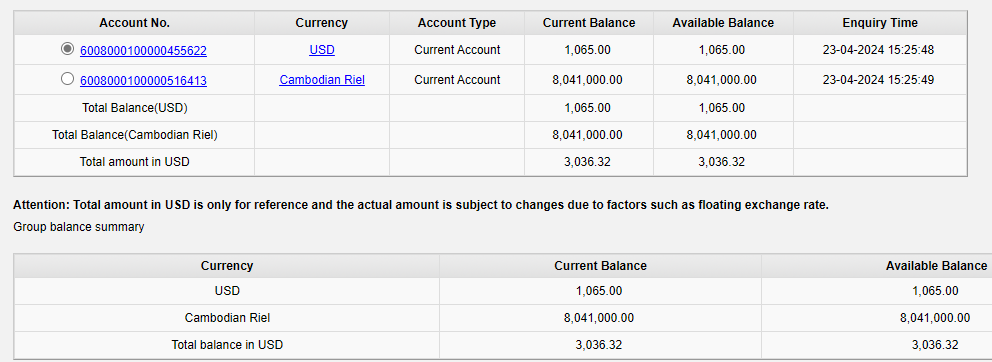 Account No. Currency Account Type Current Balance Available Balance Enquiry Time
6008000100000455622 USD Current Account 1,065.00 1,065.00 23-04-2024 15:25:48
6008000100000516413 Cambodian Riel Current Account 8,041,000.00 8,041,000.00 23-04-2024 15:25:49
Total Balance(USD) 1,065.00 1,065.00
Total Balance(Cambodian Riel) 8,041,000.00 8,041,000.00
Total amount in USD 3,036.32 3,036.32
Attention: Total amount in USD is only for reference and the actual amount is subject to changes due to factors such as floating exchange rate.
Group balance summary
Currency Current Balance Available Balance
USD 1,065.00 1,065.00
Cambodian Riel 8,041,000.00 8,041,000.00
Total balance in USD 3,036.32 3,036.32